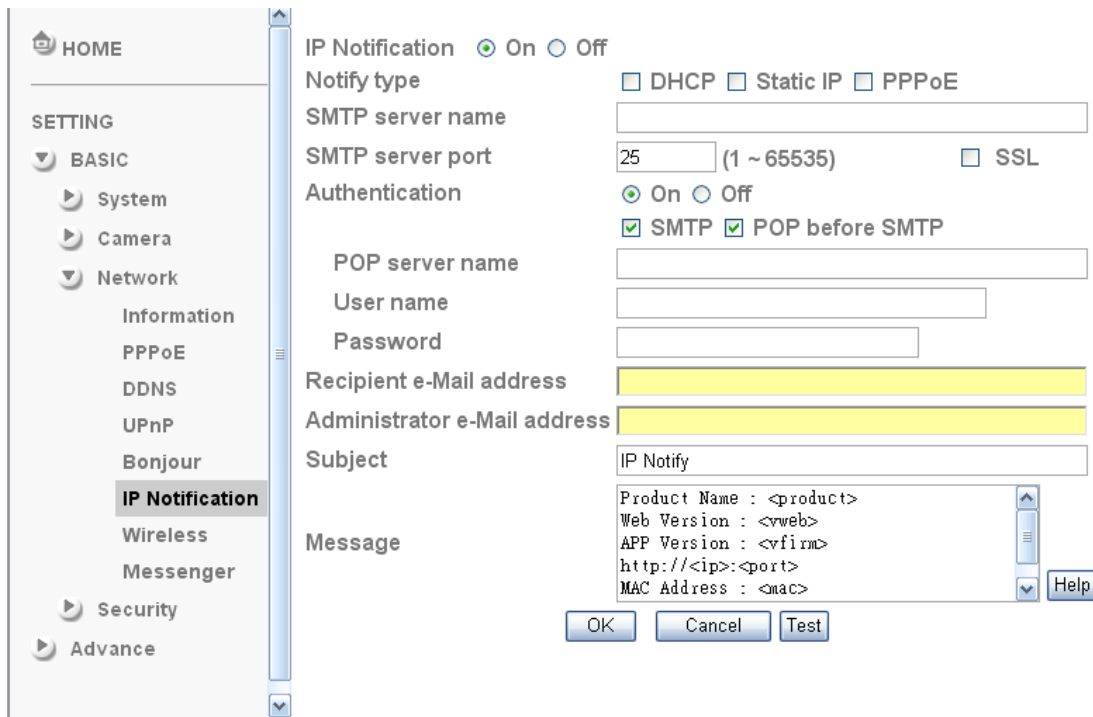 HOME
SETTING
BASIC
System
Camera
Network
Information
PPPoE
DDNS
UPnP
Bonjour
IP Notification
Wireless
Messenger
Security
Advance
IP Notification On Off
Notify type DHCP Static IP PPPoE
SMTP server name
SMTP server port 25 (1 ~ 65535) SSL
Authentication On Off
SMTP POP before SMTP
POP server name
User name
Password
Recipient e-Mail address
Administrator e-Mail address
Subject IP Notify
Message
Product Name : <product>
Web Version : <vweb>
APP Version : <vfirm>
http://<ip>:<port>
MAC Address : <mac>
Help
OK Cancel Test